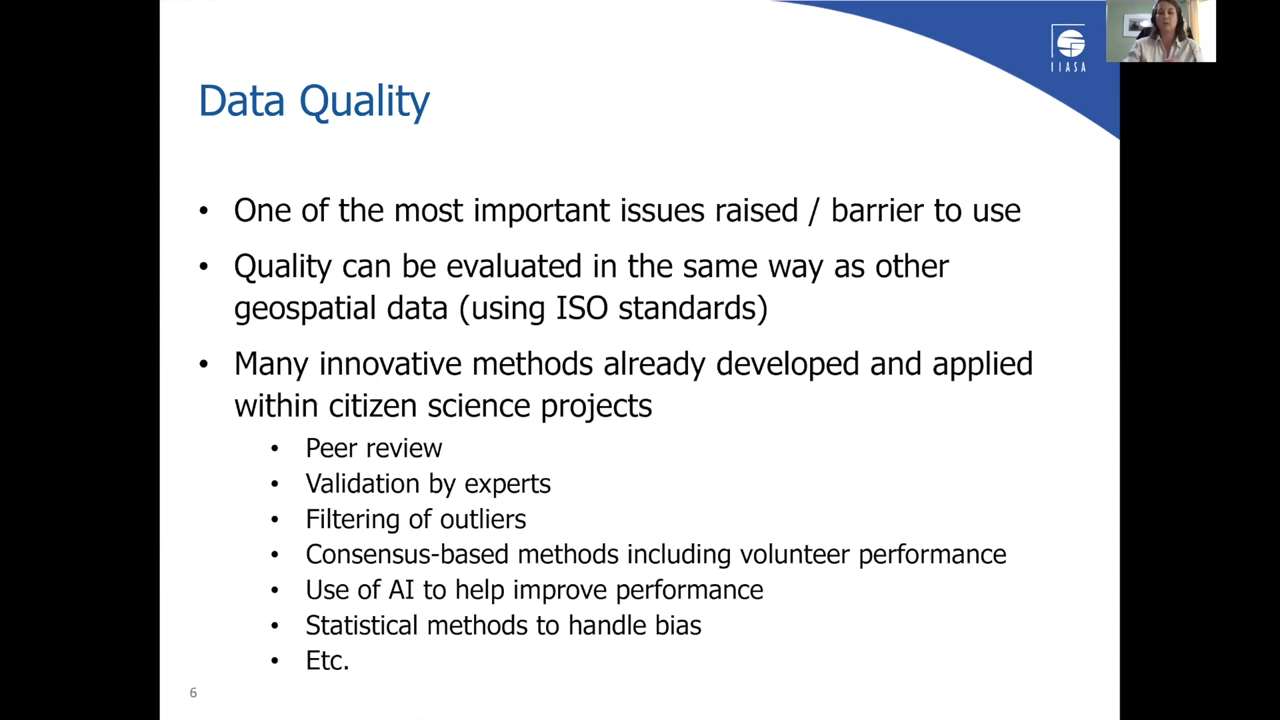 IIASA
Data Quality
• One of the most important issues raised / barrier to use
• Quality can be evaluated in the same way as other
geospatial data (using ISO standards)
• Many innovative methods already developed and applied
within citizen science projects
• Peer review
• Validation by experts
• Filtering of outliers
• Consensus-based methods including volunteer performance
• Use of AI to help improve performance
• Statistical methods to handle bias
• Etc.
6